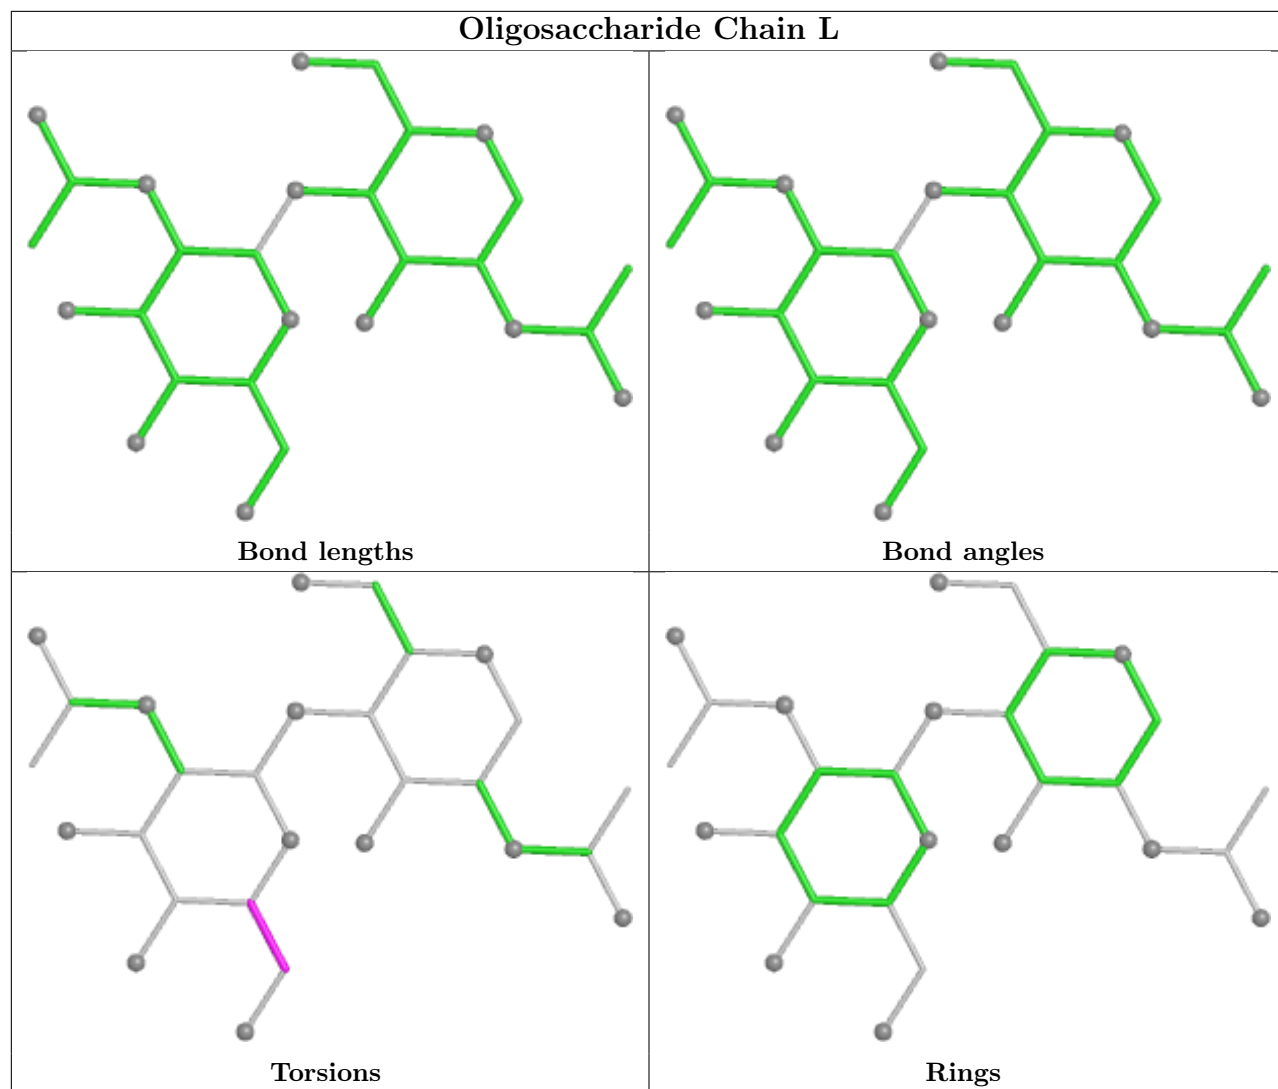 Oligosaccharide Chain L
Bond lengths
Bond angles
Torsions
Rings